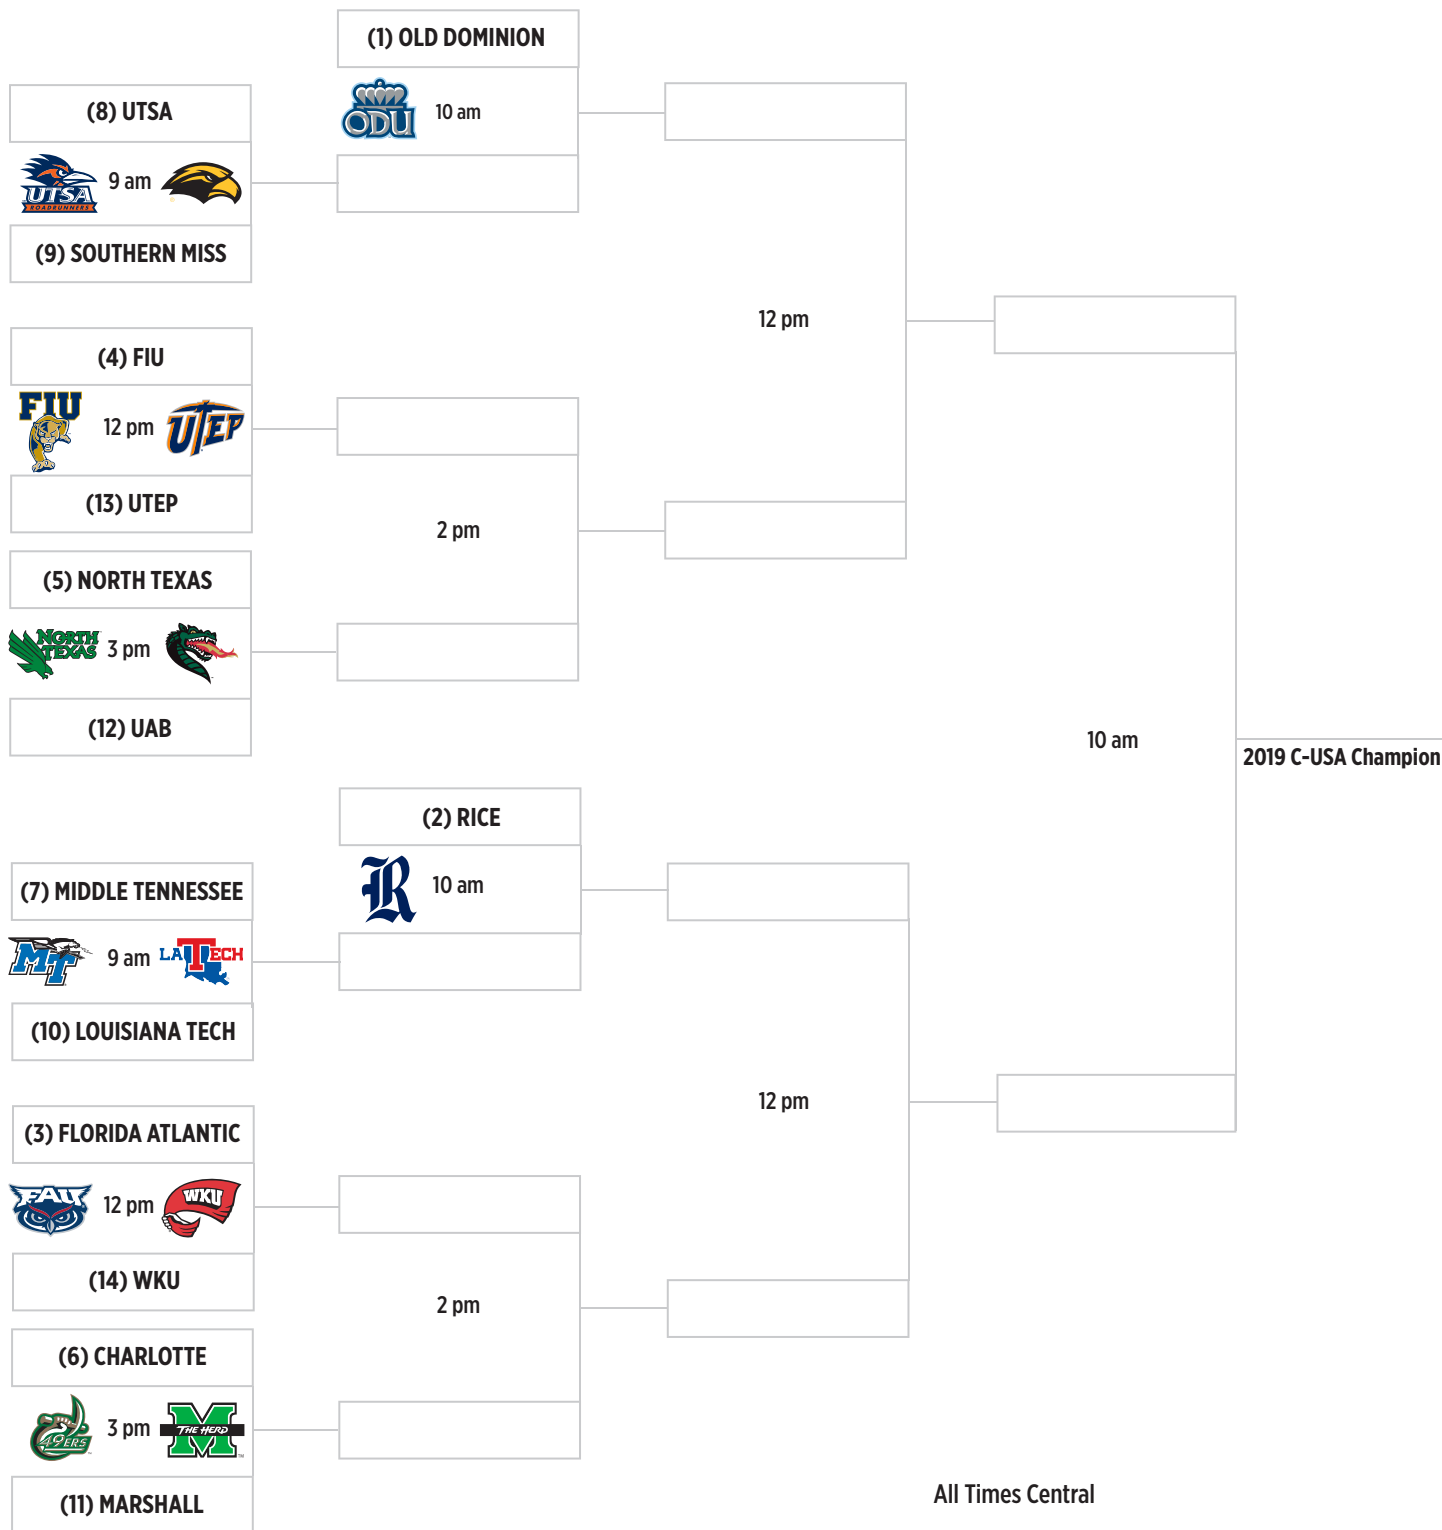 (1) OLD DOMINION
ODU
10 am
(8) UTSA
UTSA
ROADRUNNERS
9 am
(9) SOUTHERN MISS
12 pm
(4) FIU
FIU
12 pm
UTEP
(13) UTEP
2 pm
(5) NORTH TEXAS
NORTH
TEXAS
3 pm
(12) UAB
10 am
2019 C-USA Champion
(2) RICE
R
10 am
(7) MIDDLE TENNESSEE
MT
9 am
LA TECH
(10) LOUISIANA TECH
12 pm
(3) FLORIDA ATLANTIC
FAU
12 pm
WKU
(14) WKU
2 pm
(6) CHARLOTTE
49ERS
3 pm
M
THE HERD
TM
(11) MARSHALL
All Times Central